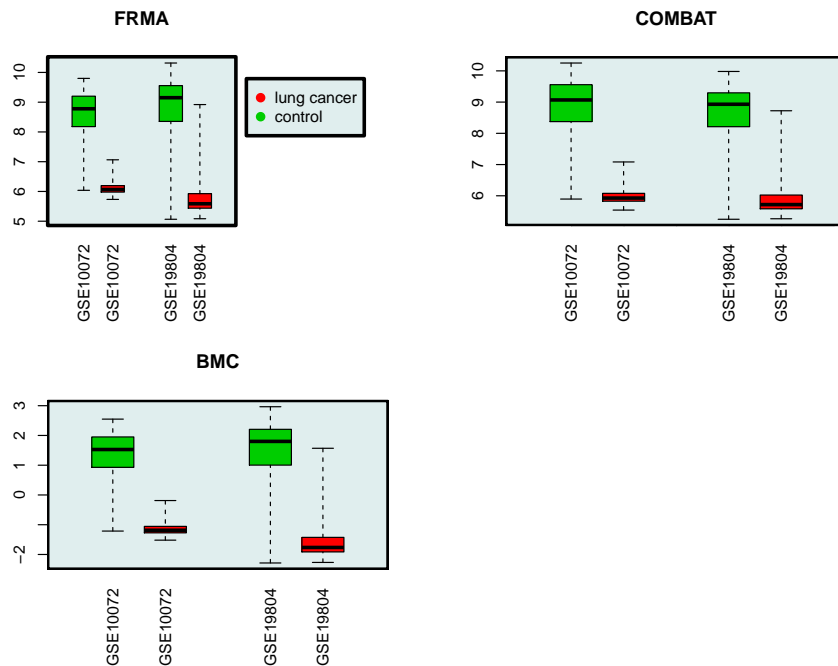 FRMA
10
9
8
7
6
5
GSE10072
GSE10072
GSE19804
GSE19804
lung cancer
control
COMBAT
10
9
8
7
6
GSE10072
GSE10072
GSE19804
GSE19804
BMC
3
2
1
0
−2
GSE10072
GSE10072
GSE19804
GSE19804